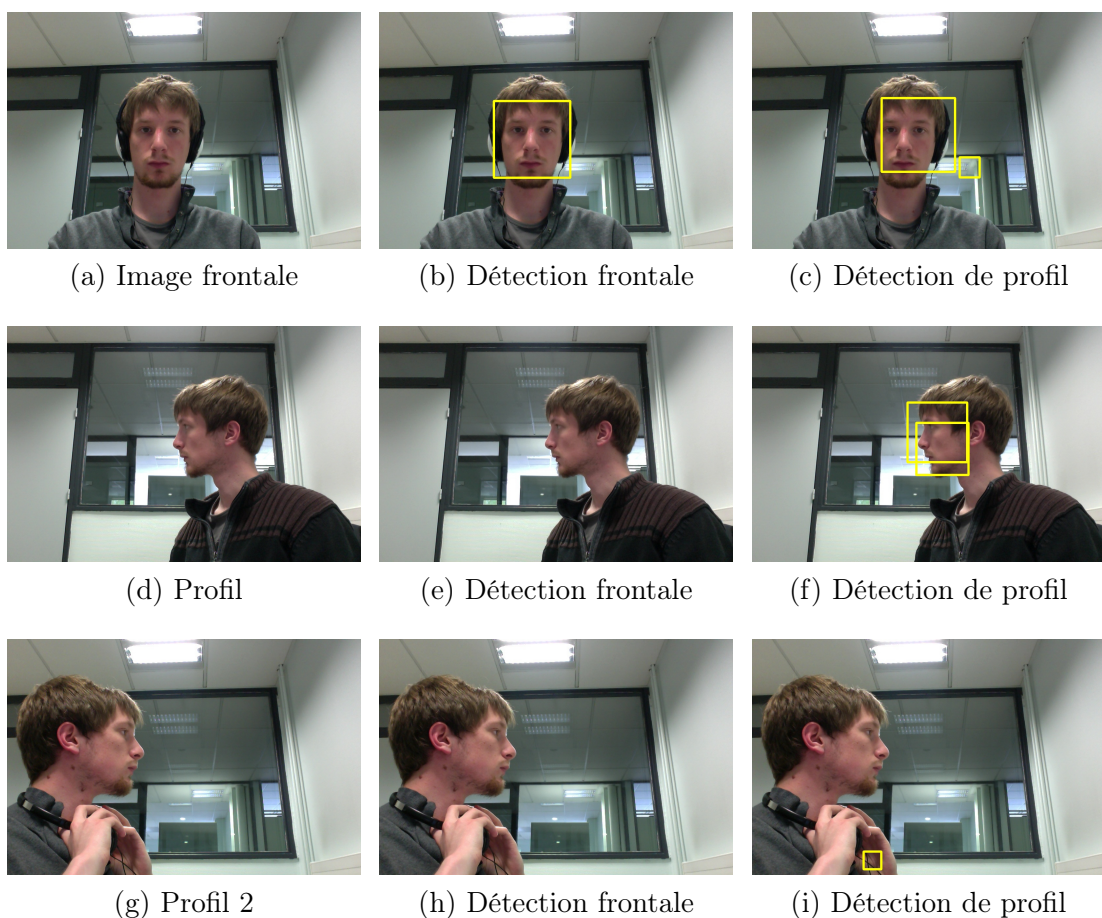 (a) Image frontale
(b) Détection frontale
(c) Détection de profil
(d) Profil
(e) Détection frontale
(f) Détection de profil
(g) Profil 2
(h) Détection frontale
(i) Détection de profil